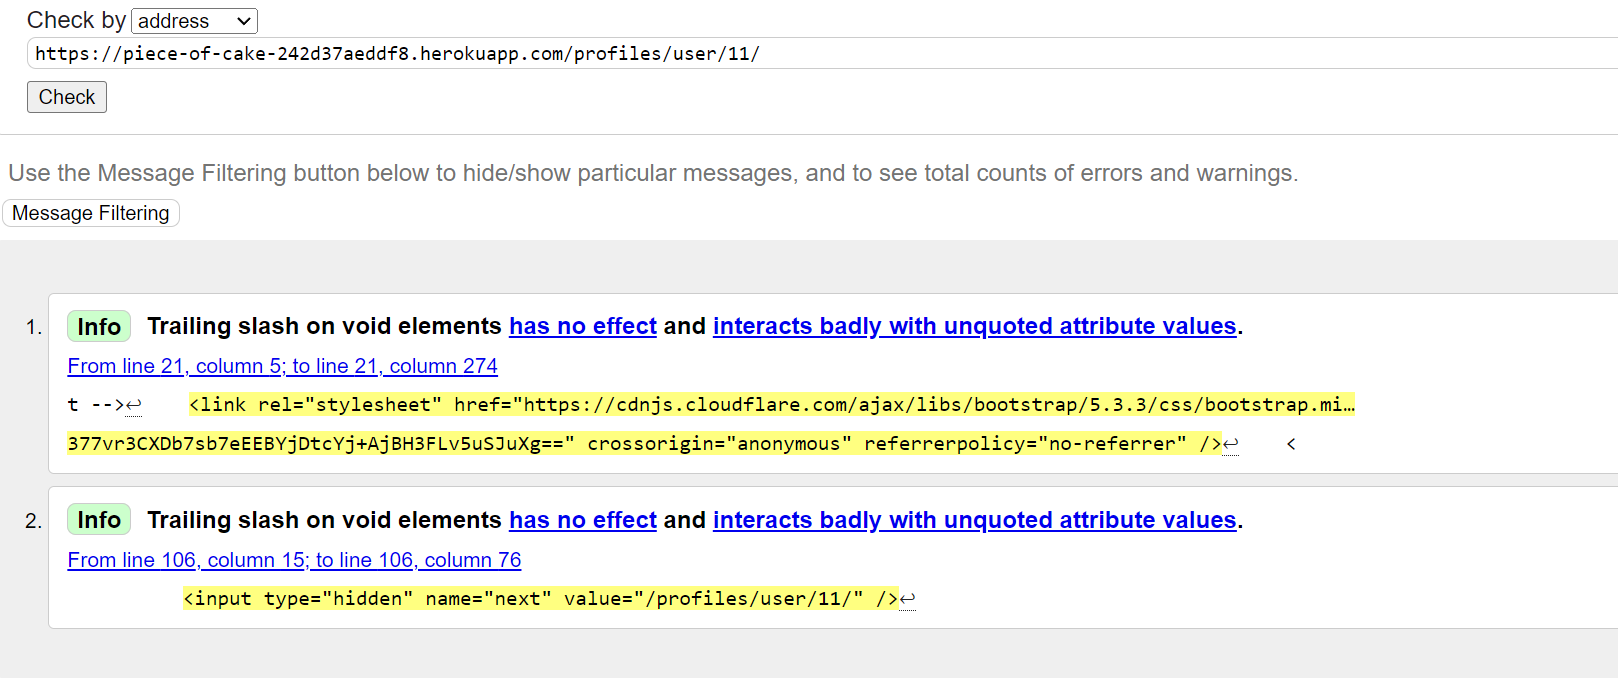 Check by address
https://piece-of-cake-242d37aeddf8.herokuapp.com/profiles/user/11/
Check
Use the Message Filtering button below to hide/show particular messages, and to see total counts of errors and warnings.
Message Filtering
1. Info Trailing slash on void elements has no effect and interacts badly with unquoted attribute values.
From line 21, column 5; to line 21, column 274
t -->↩    <link rel="stylesheet" href="https://cdnjs.cloudflare.com/ajax/libs/bootstrap/5.3.3/css/bootstrap.mi…
377vr3CXDb7sb7eEEBYjDtcYj+AjBH3FLv5uSJuXg==" crossorigin="anonymous" referrerpolicy="no-referrer" />↩    <
2. Info Trailing slash on void elements has no effect and interacts badly with unquoted attribute values.
From line 106, column 15; to line 106, column 76
<input type="hidden" name="next" value="/profiles/user/11/" />↩